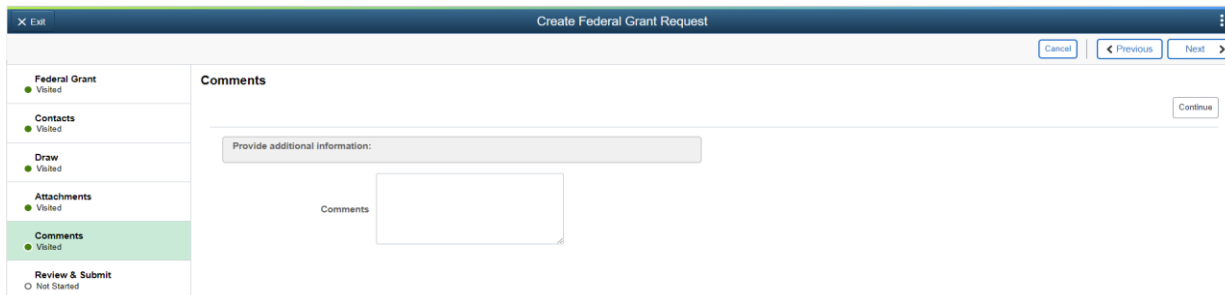 Exit
Create Federal Grant Request
Cancel
Previous
Next
Federal Grant
Visited
Contacts
Visited
Draw
Visited
Attachments
Visited
Comments
Visited
Review & Submit
Not Started
Comments
Continue
Provide additional information:
Comments